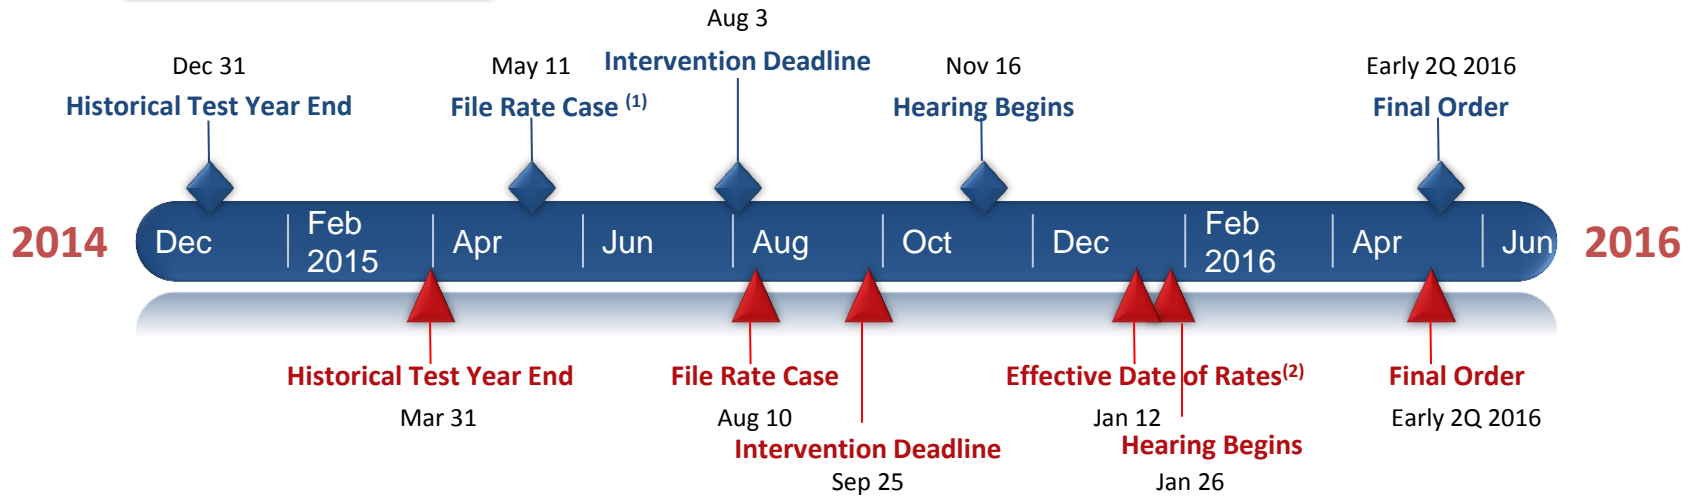 Aug 3
Intervention Deadline
Dec 31
Historical Test Year End
May 11
File Rate Case (1)
Nov 16
Hearing Begins
Early 2Q 2016
Final Order
2014
Dec
Feb
2015
Apr
Jun
Aug
Oct
Dec
Feb
2016
Apr
Jun
2016
Historical Test Year End
Mar 31
File Rate Case
Aug 10
Intervention Deadline
Sep 25
Effective Date of Rates(2)
Jan 12
Hearing Begins
Jan 26
Final Order
Early 2Q 2016